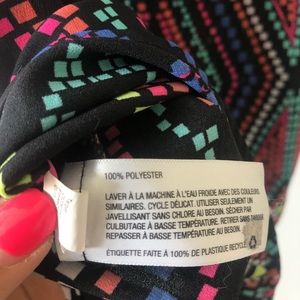 100% POLYESTER
LAVER À LA MACHINE À L'EAU FROIDE AVEC DES COULEURS
SIMILAIRES. CYCLE DÉLICAT. UTILISER SEULEMENT UN
JAVELLISANT SANS CHLORE AU BESOIN. SÉCHER PAR
CULBUTAGE À BASSE TEMPÉRATURE. RETIRER SANS
REPASSER À BASSE TEMPÉRATURE AU BESOIN.
ÉTIQUETTE FAITE À 100% DE PLASTIQUE RECYCLÉ